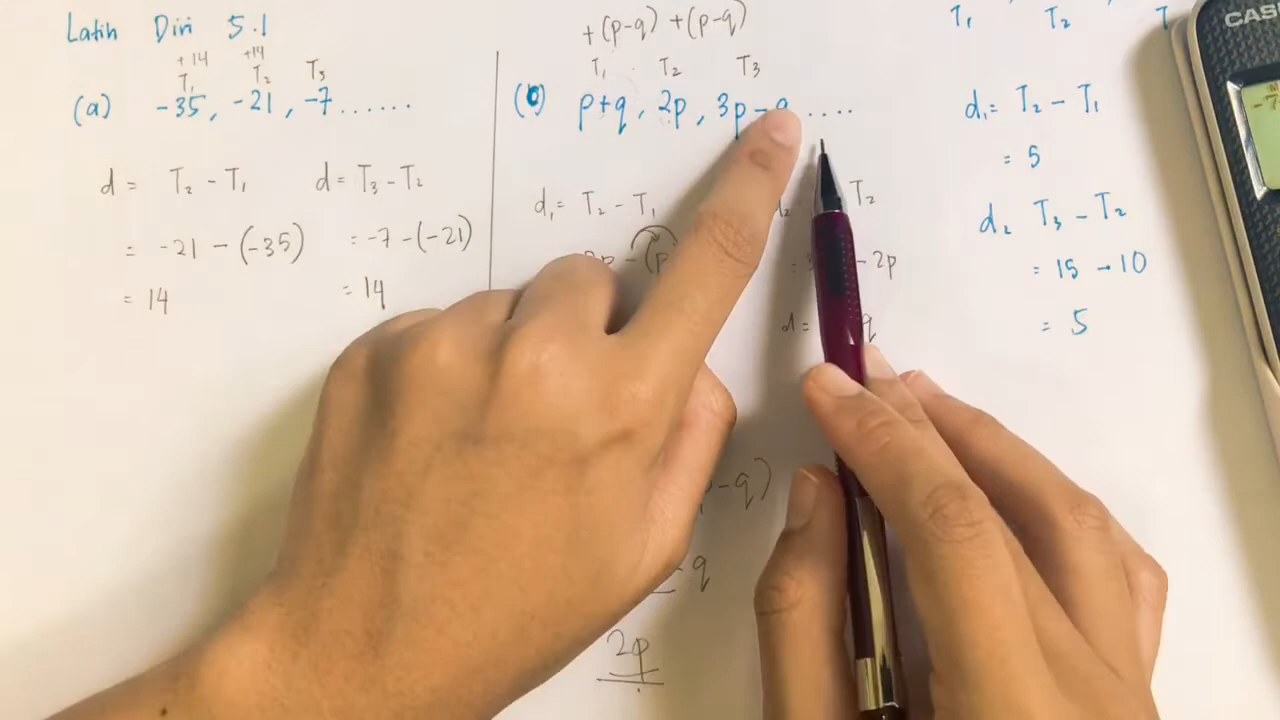 Latih Diri 5.1
+14 +14
T₁ T₂ T₃
(a) -35, -21, -7......
d = T₂ - T₁ d = T₃ - T₂
= -21 - (-35) = -7 - (-21)
= 14 = 14
+(p-q) +(p-q)
T₁ T₂ T₃
p+q, 2p, 3p-q ....
d₁ = T₂ - T₁
T₂
- 2p
d =
q
p-q)
q
2p
T₁ T₂ T
d₁ = T₂ - T₁
= 5
d₂ T₃ - T₂
= 15 - 10
= 5
CAS
-7